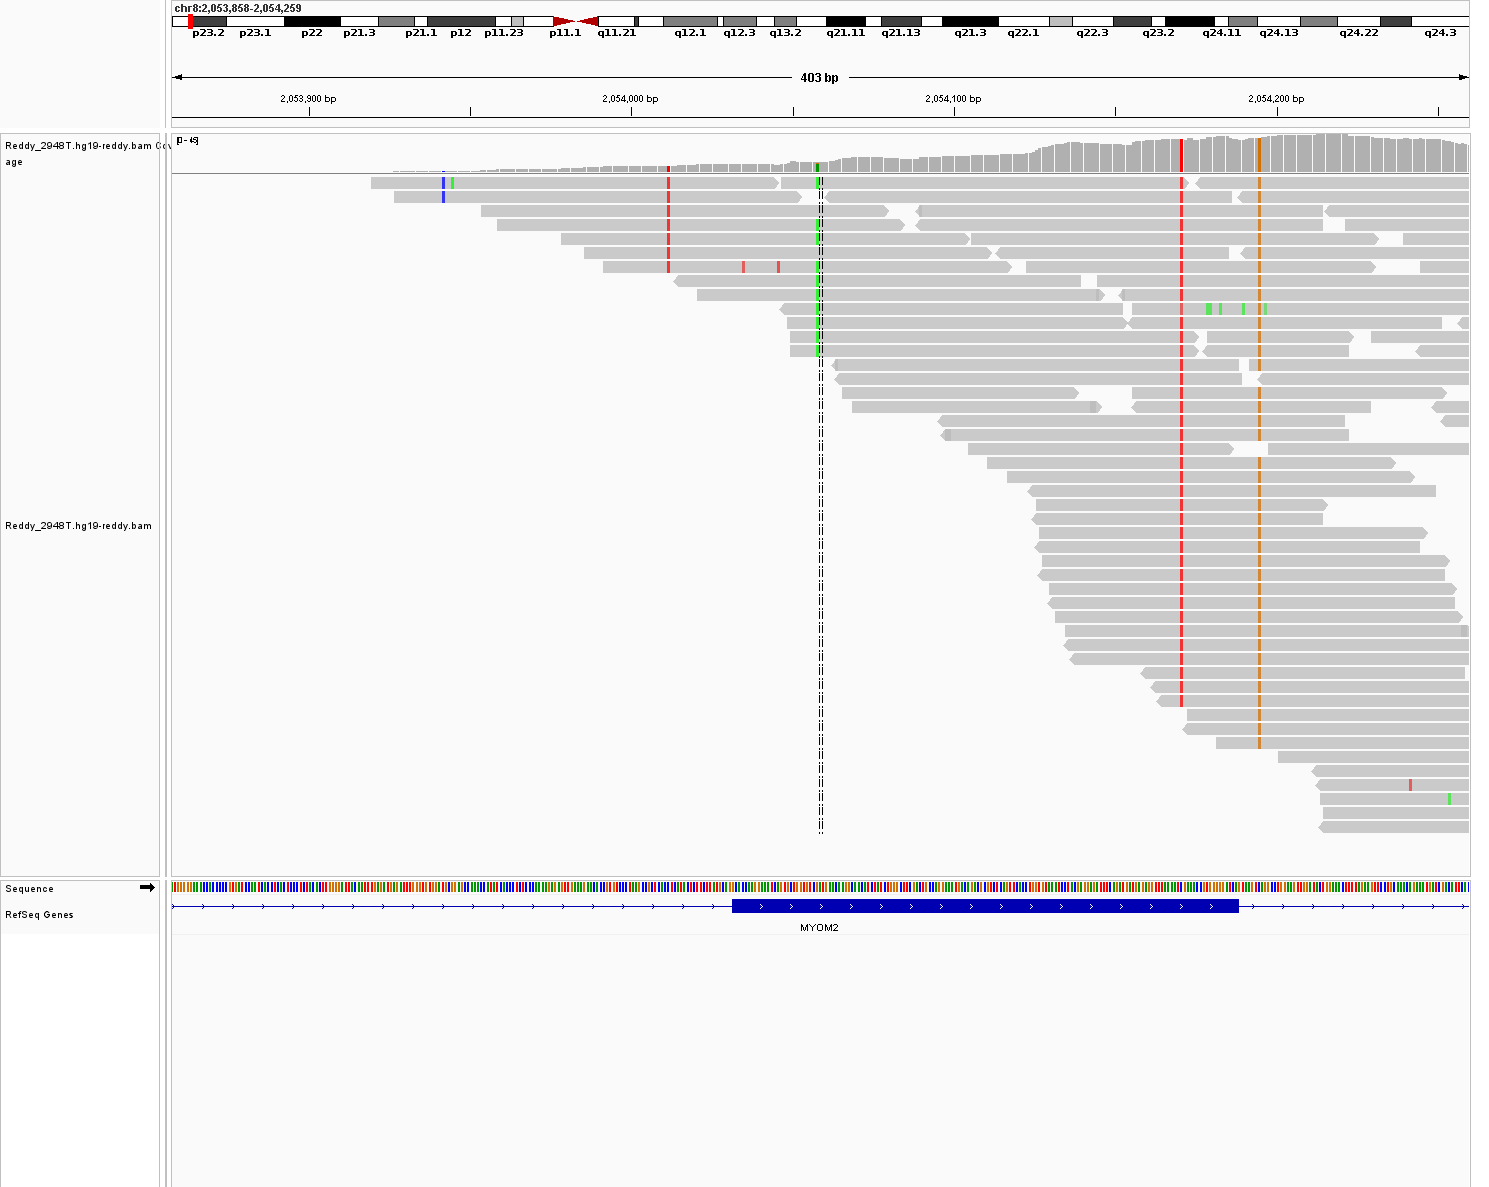 chr8:2,053,858-2,054,259
p23.2 p23.1 p22 p21.3 p21.1 p12 p11.23 p11.1 q11.21 q12.1 q12.3 q13.2 q21.11 q21.13 q21.3 q22.1 q22.3 q23.2 q24.11 q24.13 q24.22 q24.3
403 bp
2,053,900 bp 2,054,000 bp 2,054,100 bp 2,054,200 bp
Reddy_2948T.hg19-reddy.bam Cov
age
Reddy_2948T.hg19-reddy.bam
Sequence
RefSeq Genes
MYOM2